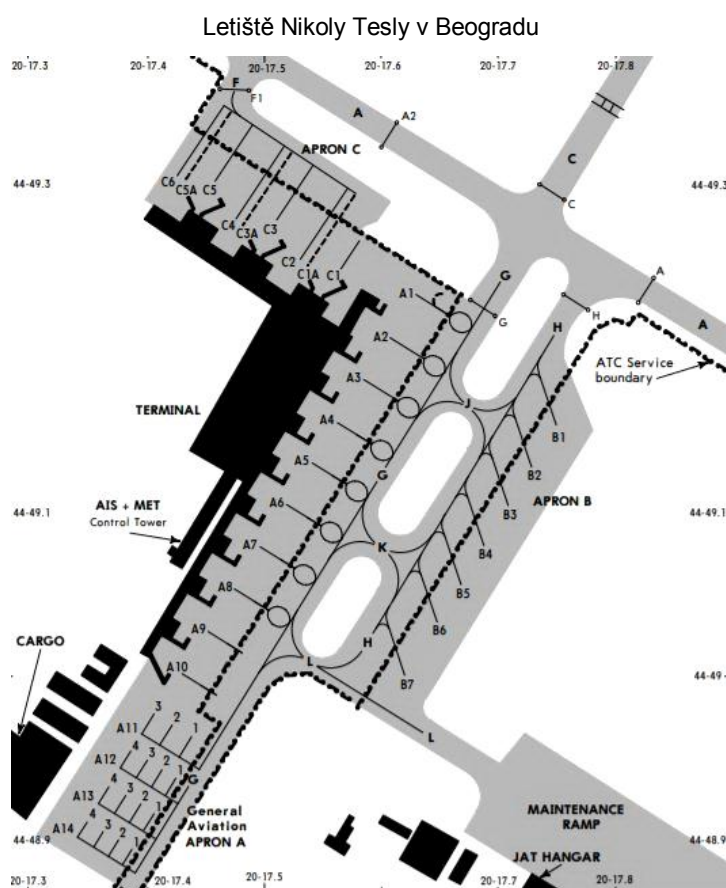 Letiště Nikoly Tesly v Beogradu
20-17.3 20-17.4 20-17.5 20-17.6 20-17.7 20-17.8
F
F1
A
A2
APRON C
C
C
44-49.3
44-49.3
C6
C5A
C5
C4
C3A
C3
C2
C1A
C1
A
A
G
G
H
H
A1
A2
A3
A4
A5
A6
A7
A8
A9
A10
ATC Service
boundary
J
TERMINAL
B1
B2
B3
B4
B5
B6
B7
APRON B
G
AIS + MET
Control Tower
44-49.1
44-49.1
K
H
L
L
CARGO
44-49
A11
3 2 1
A12
4 3 2 1
A13
4 3 2 1
A14
4 3 2 1
G
General
Aviation
APRON A
MAINTENANCE
RAMP
JAT HANGAR
44-48.9
44-48.9
20-17.3 20-17.4 20-17.5 20-17.7 20-17.8